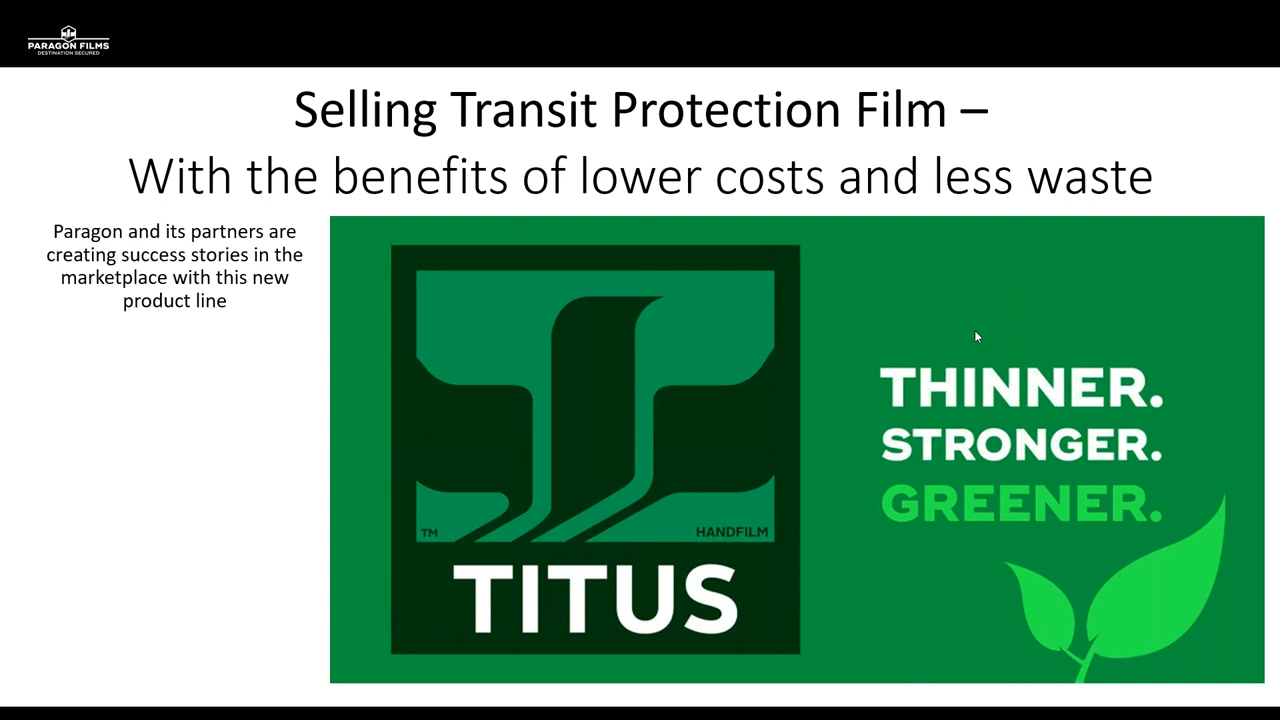 PARAGON FILMS
DESTINATION SECURED
Selling Transit Protection Film –
With the benefits of lower costs and less waste
Paragon and its partners are
creating success stories in the
marketplace with this new
product line
TM
HANDFILM
TITUS
THINNER.
STRONGER.
GREENER.